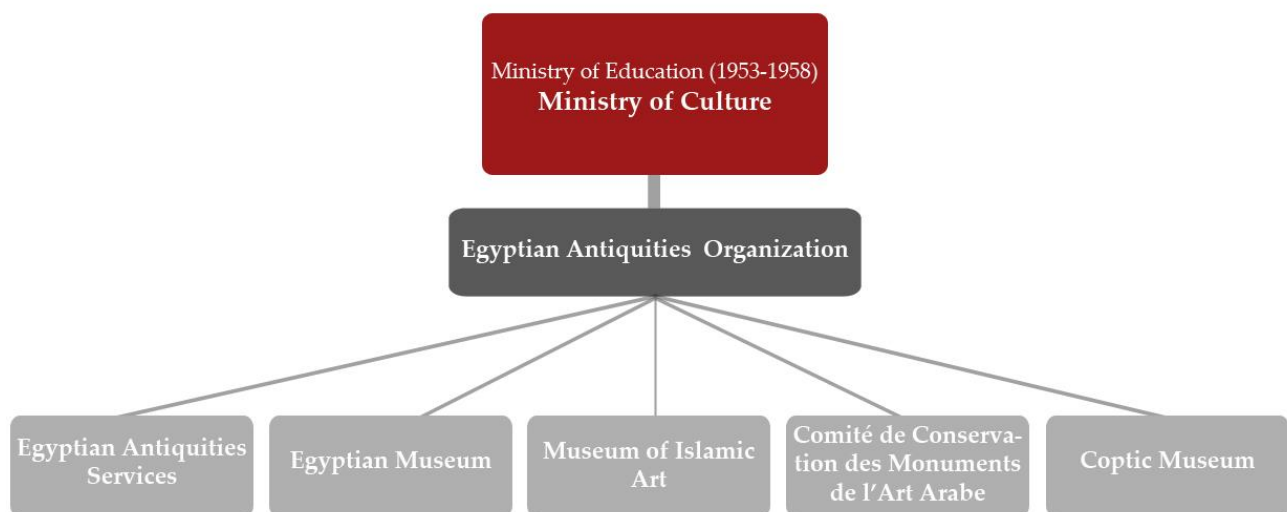 Ministry of Education (1953-1958)
Ministry of Culture
Egyptian Antiquities Organization
Egyptian Antiquities
Services
Egyptian Museum
Museum of Islamic
Art
Comité de Conserva-
tion des Monuments
de l’Art Arabe
Coptic Museum